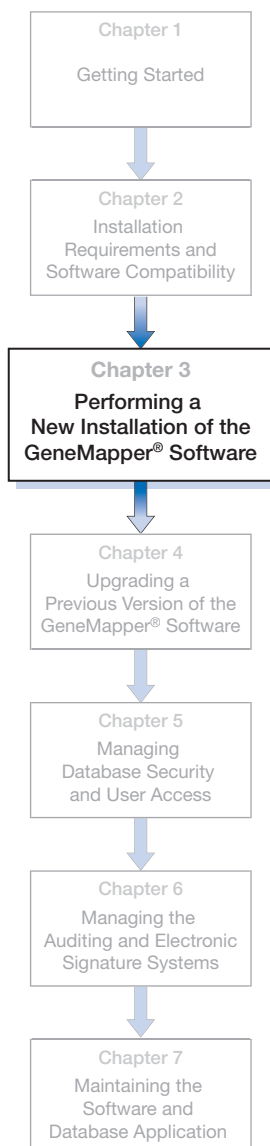 Chapter 1
Getting Started
Chapter 2
Installation
Requirements and
Software Compatibility
Chapter 3
Performing a
New Installation of the
GeneMapper® Software
Chapter 4
Upgrading a
Previous Version of the
GeneMapper® Software
Chapter 5
Managing
Database Security
and User Access
Chapter 6
Managing the
Auditing and Electronic
Signature Systems
Chapter 7
Maintaining the
Software and
Database Application